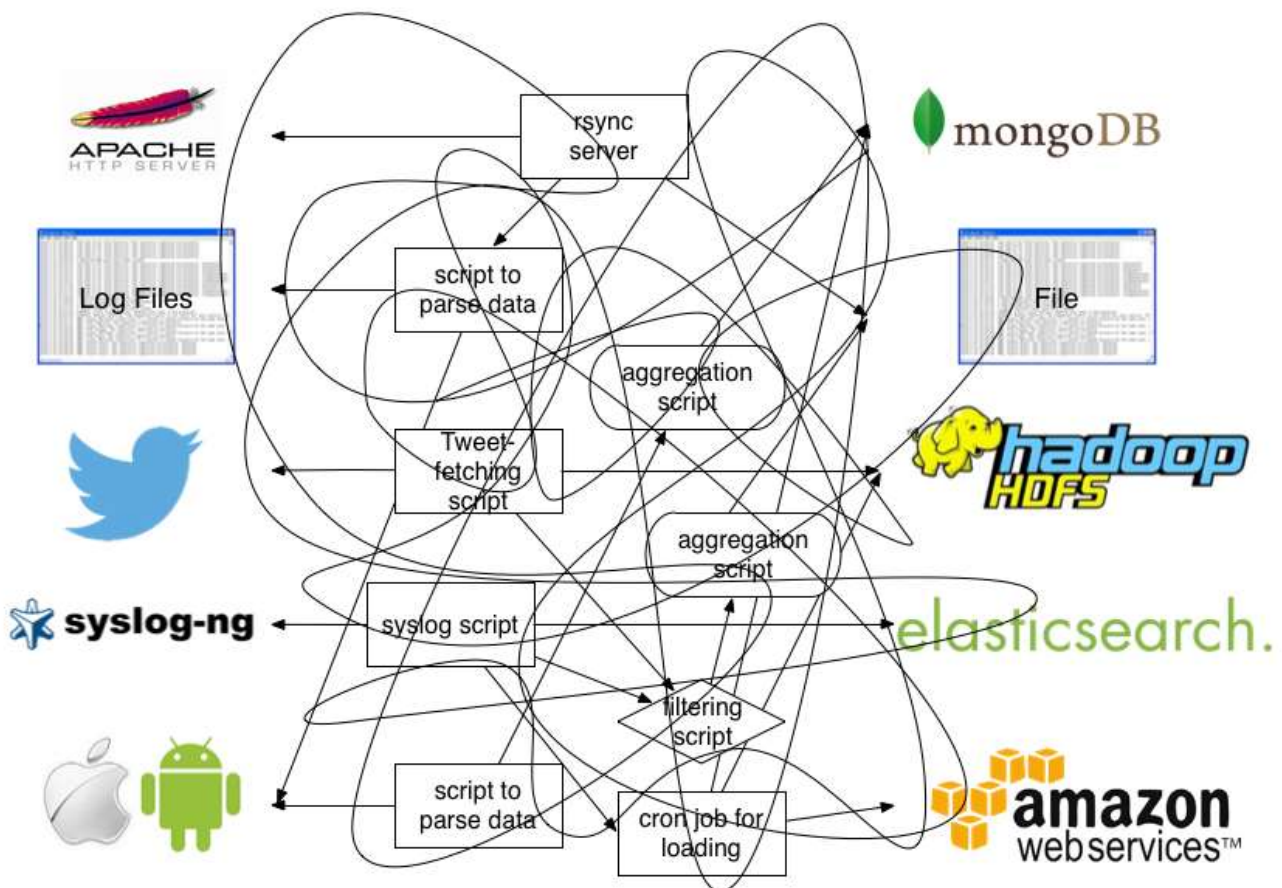 APACHE
HTTP SERVER
rsync
server
mongoDB
Log Files
script to
parse data
File
aggregation
script
Tweet-
fetching
script
hadoop
HDFS
aggregation
script
syslog-ng
syslog script
elasticsearch.
filtering
script
script to
parse data
cron job for
loading
amazon
webservices™